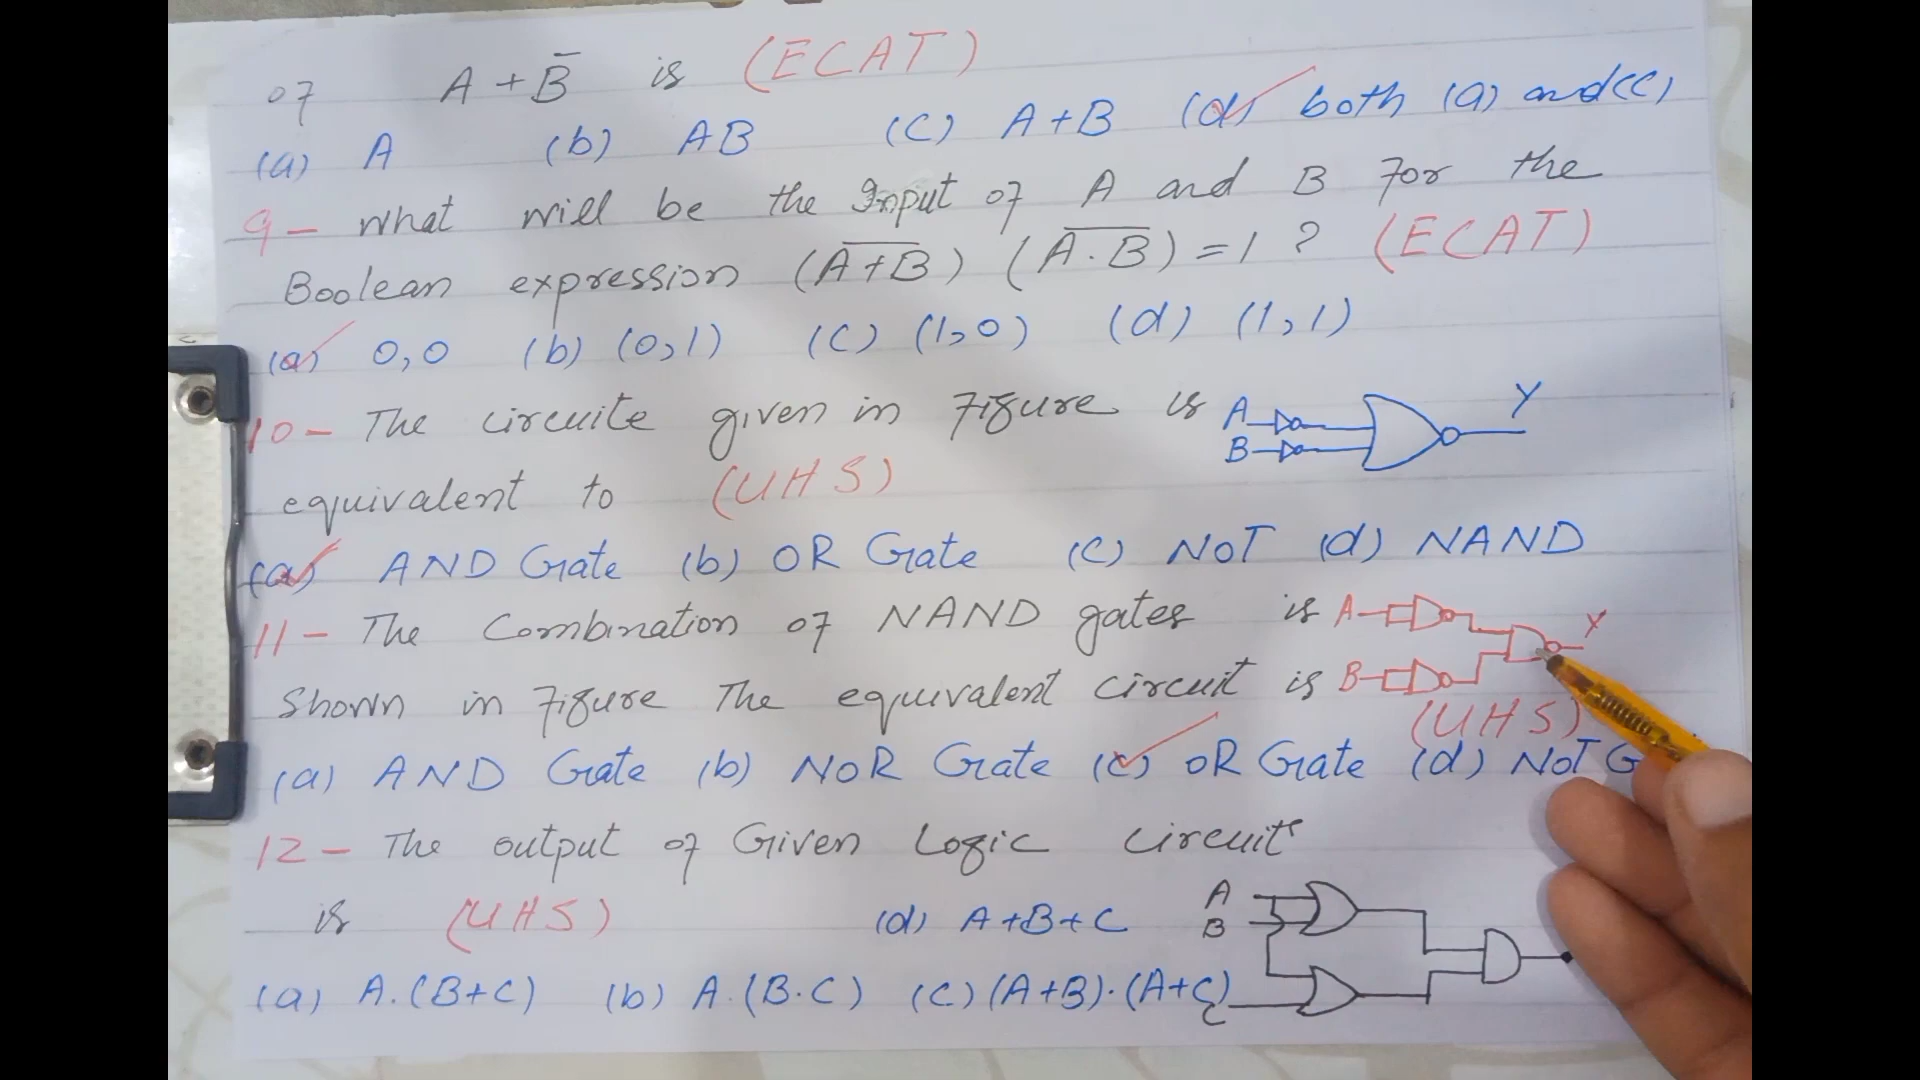 of A + B̅ is (ECAT)
(a) A (b) AB (c) A+B (d) both (a) and (c)
9- What will be the Input of A and B for the
Boolean expression (A̅+̅B̅) (A̅.̅B̅) = 1 ? (ECAT)
(a) 0,0 (b) (0,1) (c) (1,0) (d) (1,1)
10- The circuite given in Figure is A B Y
equivalent to (UHS)
(a) AND Gate (b) OR Gate (c) NOT (d) NAND
11- The Combination of NAND gates is A Y
Shown in Figure The equivalent circuit is B
(UHS)
(a) AND Gate (b) NOR Gate (c) OR Gate (d) NOT G
12- The output of Given Logic circuit
is (UHS) (d) A+B+C A B
(a) A.(B+C) (b) A.(B.C) (c) (A+B).(A+C) C